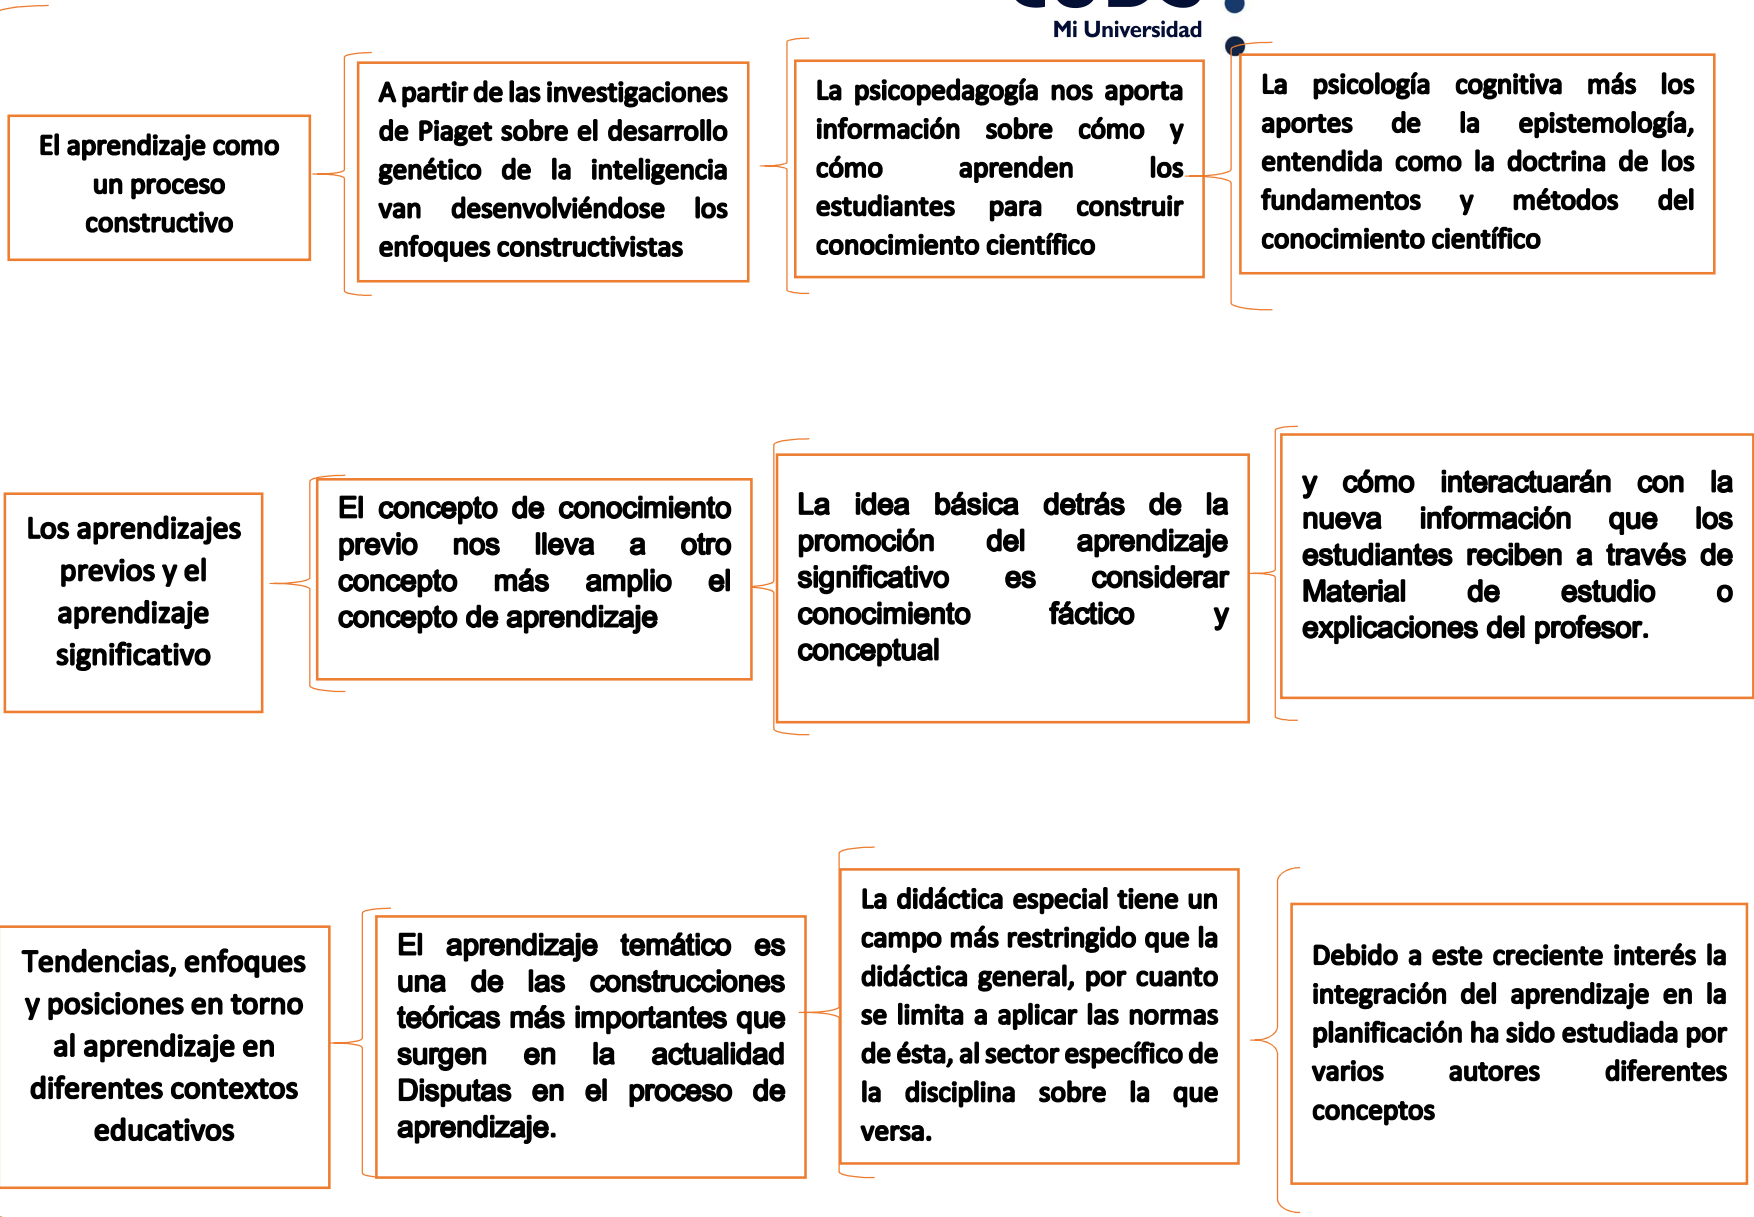 Mi Universidad
El aprendizaje como
un proceso
constructivo
A partir de las investigaciones
de Piaget sobre el desarrollo
genético de la inteligencia
van desenvolviéndose los
enfoques constructivistas
La psicopedagogía nos aporta
información sobre cómo y
cómo aprenden los
estudiantes para construir
conocimiento científico
La psicología cognitiva más los
aportes de la epistemología,
entendida como la doctrina de los
fundamentos y métodos del
conocimiento científico
Los aprendizajes
previos y el
aprendizaje
significativo
El concepto de conocimiento
previo nos lleva a otro
concepto más amplio el
concepto de aprendizaje
La idea básica detrás de la
promoción del aprendizaje
significativo es considerar
conocimiento fáctico y
conceptual
y cómo interactuarán con la
nueva información que los
estudiantes reciben a través de
Material de estudio o
explicaciones del profesor.
Tendencias, enfoques
y posiciones en torno
al aprendizaje en
diferentes contextos
educativos
El aprendizaje temático es
una de las construcciones
teóricas más importantes que
surgen en la actualidad
Disputas en el proceso de
aprendizaje.
La didáctica especial tiene un
campo más restringido que la
didáctica general, por cuanto
se limita a aplicar las normas
de ésta, al sector específico de
la disciplina sobre la que
versa.
Debido a este creciente interés la
integración del aprendizaje en la
planificación ha sido estudiada por
varios autores diferentes
conceptos